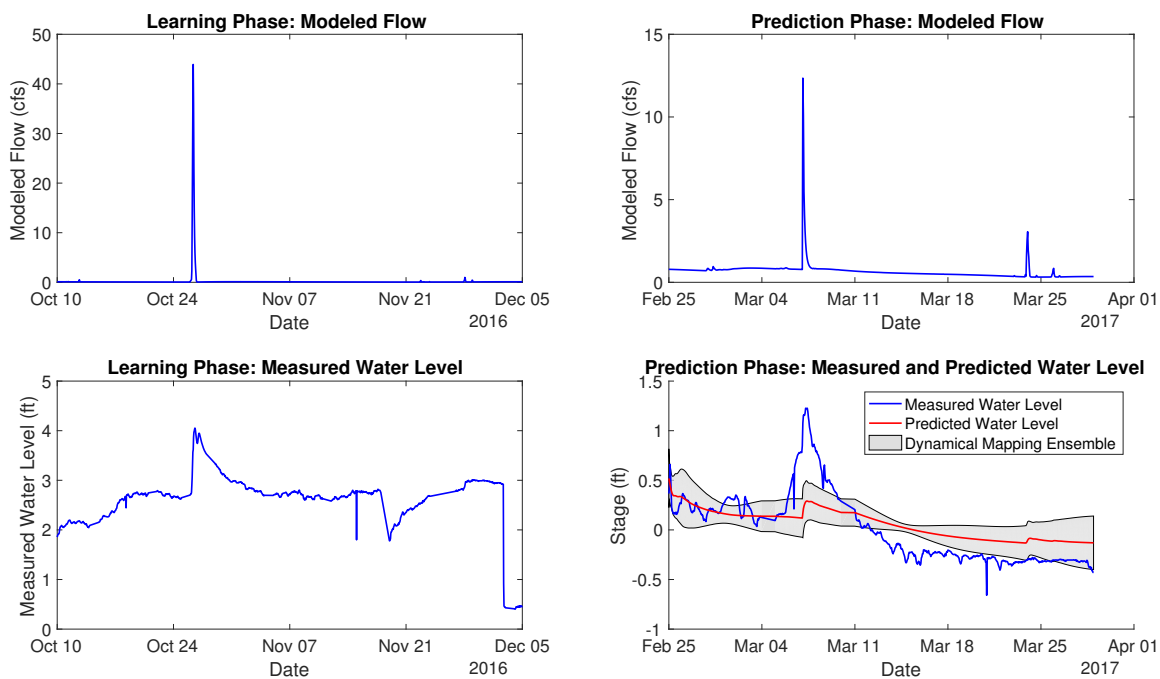 Learning Phase: Modeled Flow
50
40
30
20
10
0
Modeled Flow (cfs)
Oct 10 Oct 24 Nov 07 Nov 21 Dec 05
Date 2016
Prediction Phase: Modeled Flow
15
10
5
0
Modeled Flow (cfs)
Feb 25 Mar 04 Mar 11 Mar 18 Mar 25 Apr 01
Date 2017
Learning Phase: Measured Water Level
5
4
3
2
1
0
Measured Water Level (ft)
Oct 10 Oct 24 Nov 07 Nov 21 Dec 05
Date 2016
Prediction Phase: Measured and Predicted Water Level
1.5
1
0.5
0
-0.5
-1
Stage (ft)
Measured Water Level
Predicted Water Level
Dynamical Mapping Ensemble
Feb 25 Mar 04 Mar 11 Mar 18 Mar 25 Apr 01
Date 2017